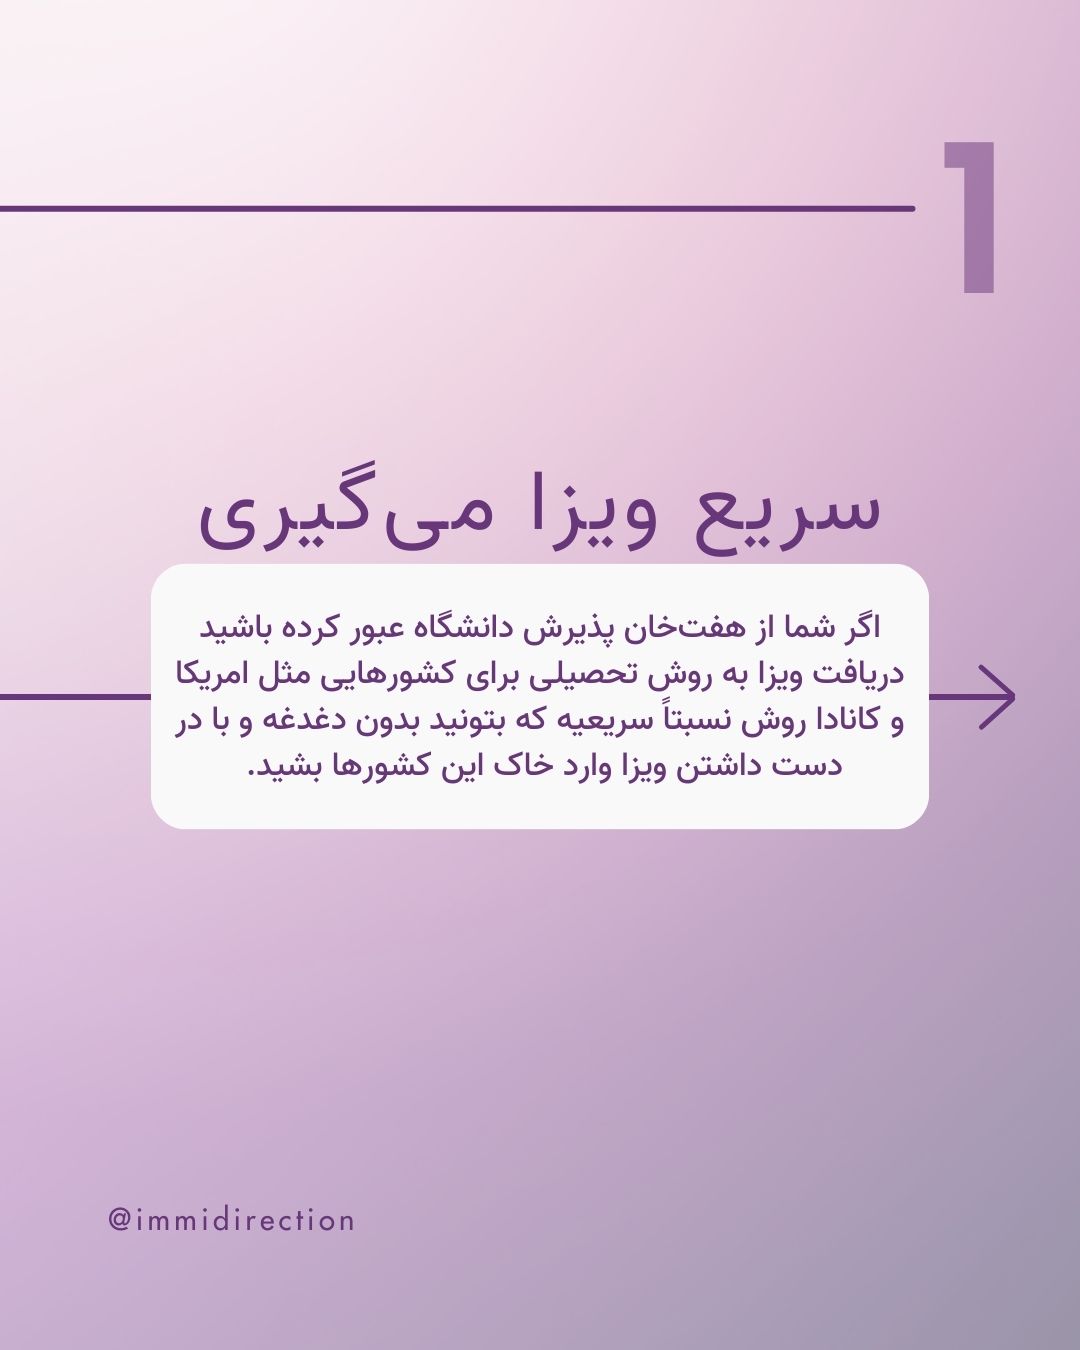 1
سریع ویزا می‌گیری
اگر شما از هفت‌خان پذیرش دانشگاه عبور کرده باشید
دریافت ویزا به روش تحصیلی برای کشورهایی مثل امریکا
و کانادا روش نسبتاً سریعیه که بتونید بدون دغدغه و با در
دست داشتن ویزا وارد خاک این کشورها بشید.
@immidirection